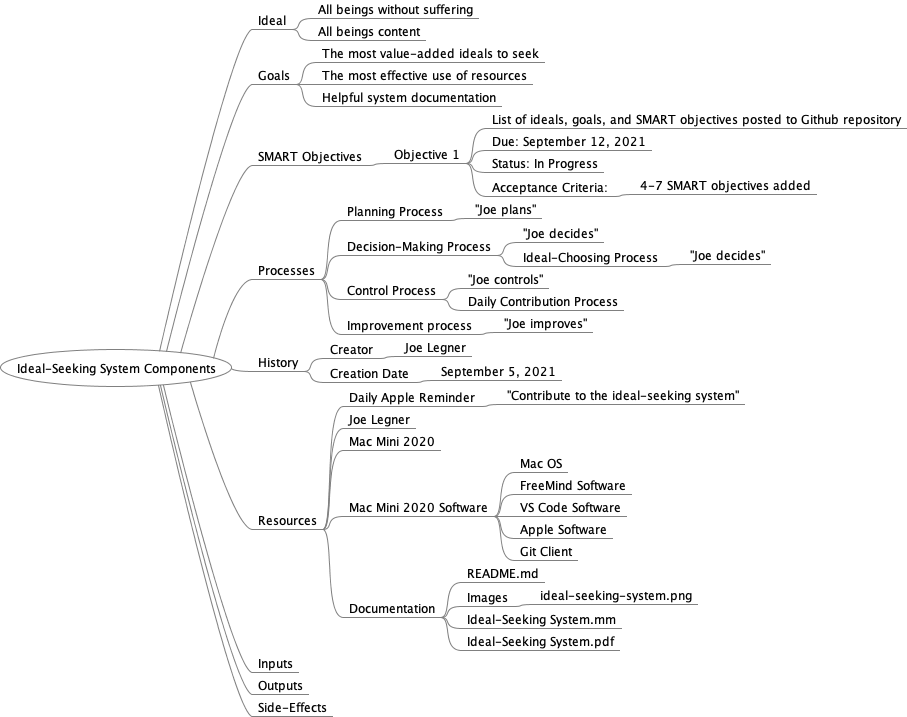 Ideal-Seeking System Components
Ideal
All beings without suffering
All beings content
Goals
The most value-added ideals to seek
The most effective use of resources
Helpful system documentation
SMART Objectives
Objective 1
List of ideals, goals, and SMART objectives posted to Github repository
Due: September 12, 2021
Status: In Progress
Acceptance Criteria:
4-7 SMART objectives added
Processes
Planning Process
"Joe plans"
Decision-Making Process
"Joe decides"
Ideal-Choosing Process
"Joe decides"
Control Process
"Joe controls"
Daily Contribution Process
Improvement process
"Joe improves"
History
Creator
Joe Legner
Creation Date
September 5, 2021
Resources
Daily Apple Reminder
"Contribute to the ideal-seeking system"
Joe Legner
Mac Mini 2020
Mac Mini 2020 Software
Mac OS
FreeMind Software
VS Code Software
Apple Software
Git Client
Documentation
README.md
Images
ideal-seeking-system.png
Ideal-Seeking System.mm
Ideal-Seeking System.pdf
Inputs
Outputs
Side-Effects